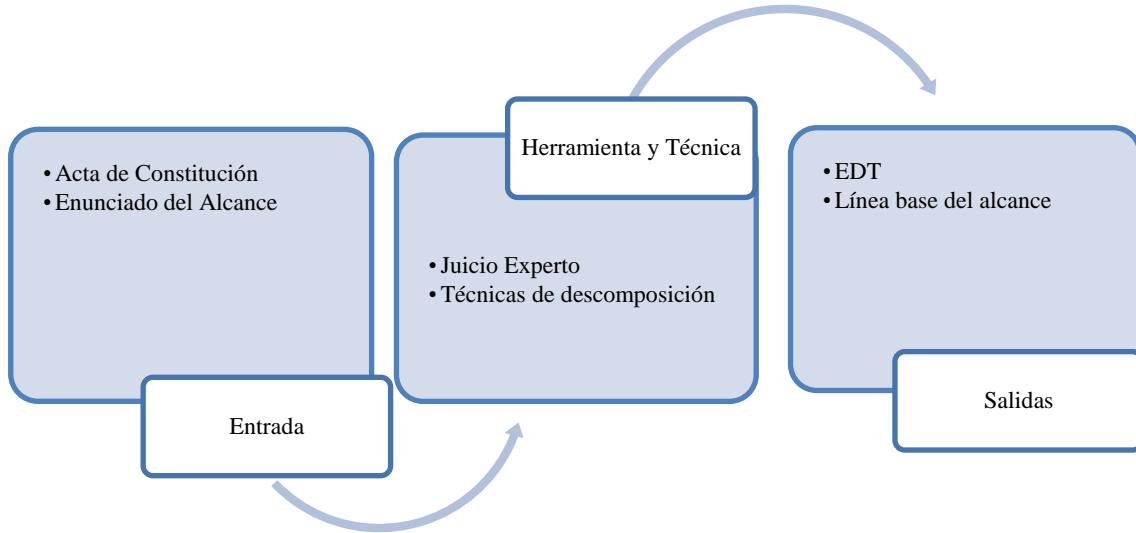 • Acta de Constitución
• Enunciado del Alcance
Entrada
Herramienta y Técnica
• Juicio Experto
• Técnicas de descomposición
• EDT
• Línea base del alcance
Salidas